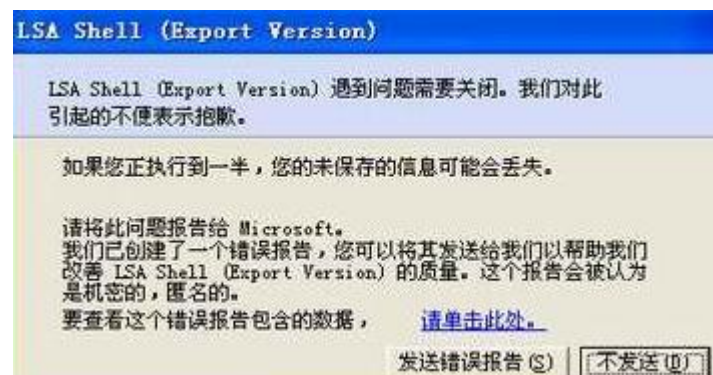 LSA Shell (Export Version)
LSA Shell (Export Version) 遇到问题需要关闭。我们对此
引起的不便表示抱歉。
如果您正执行到一半，您的未保存的信息可能会丢失。
请将此问题报告给 Microsoft。
我们已创建了一个错误报告，您可以将其发送给我们以帮助我们
改善 LSA Shell (Export Version) 的质量。这个报告会被认为
是机密的，匿名的。
要查看这个错误报告包含的数据， 请单击此处。
发送错误报告(S) 不发送(D)